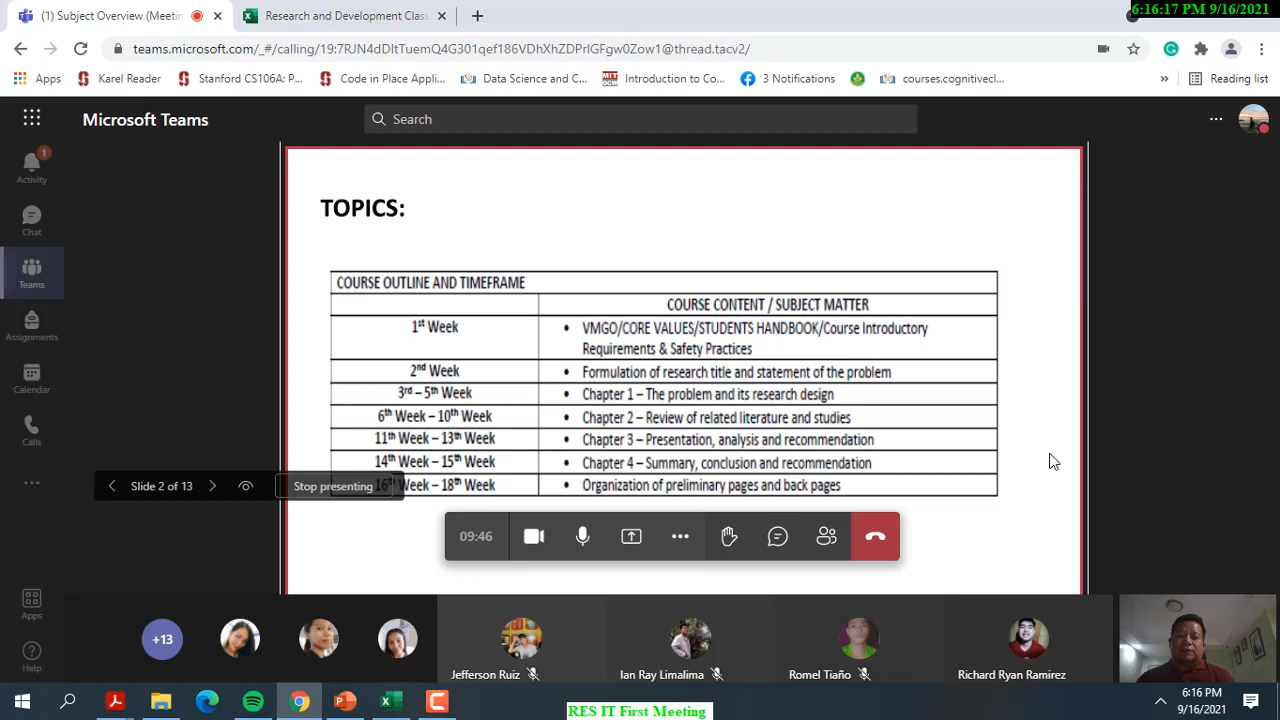 (1) Subject Overview (Meetin
Research and Development Class
6:16:17 PM 9/16/2021
teams.microsoft.com/_#/calling/19:7RJN4dDItTuemQ4G301qef186VDhXhZDPrlGFgw0Zow1@thread.tacv2/
Apps
Karel Reader
Stanford CS106A: P...
Code in Place Appli...
Data Science and C...
Introduction to Co...
3 Notifications
courses.cognitivecl...
»
Reading list
Microsoft Teams
Search
1
Activity
Chat
Teams
Assignments
Calendar
Calls
Apps
Help
TOPICS:
COURSE OUTLINE AND TIMEFRAME
COURSE CONTENT / SUBJECT MATTER
1st Week
• VMGO/CORE VALUES/STUDENTS HANDBOOK/Course Introductory
Requirements & Safety Practices
2nd Week
• Formulation of research title and statement of the problem
3rd – 5th Week
• Chapter 1 – The problem and its research design
6th Week – 10th Week
• Chapter 2 – Review of related literature and studies
11th Week – 13th Week
• Chapter 3 – Presentation, analysis and recommendation
14th Week – 15th Week
• Chapter 4 – Summary, conclusion and recommendation
16th Week – 18th Week
• Organization of preliminary pages and back pages
Slide 2 of 13
Stop presenting
09:46
+13
Jefferson Ruiz
Ian Ray Limalima
Romel Tiaño
Richard Ryan Ramirez
6:16 PM
9/16/2021
RES IT First Meeting